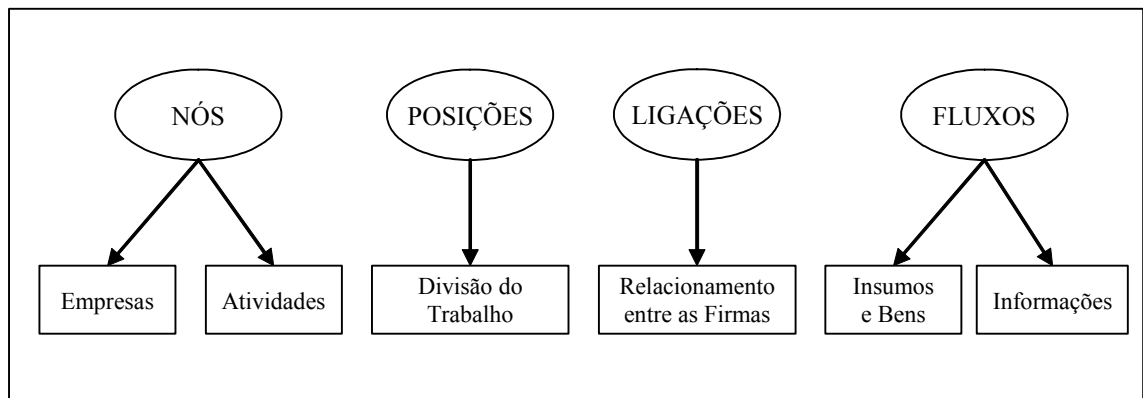 NÓS
POSIÇÕES
LIGAÇÕES
FLUXOS
Empresas
Atividades
Divisão do
Trabalho
Relacionamento
entre as Firmas
Insumos
e Bens
Informações